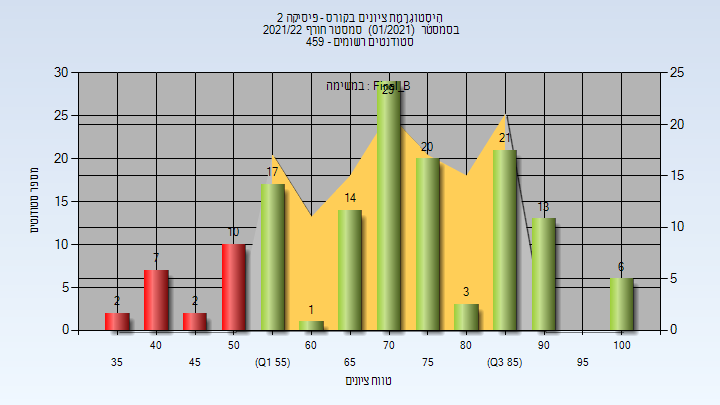 היסטוגרמת ציונים בקורס - פיסיקה 2
בסמסטר (01/2021) סמסטר חורף 2021/22
סטודנטים רשומים - 459
במשימה : Final_B
מספר סטודנטים
30 25 20 15 10 5 0
25 20 15 10 5 0
2 7 2 10 17 1 14 29 20 3 21 13 6
40 50 60 70 80 90 100
35 45 (Q1 55) 65 75 (Q3 85) 95
טווח ציונים